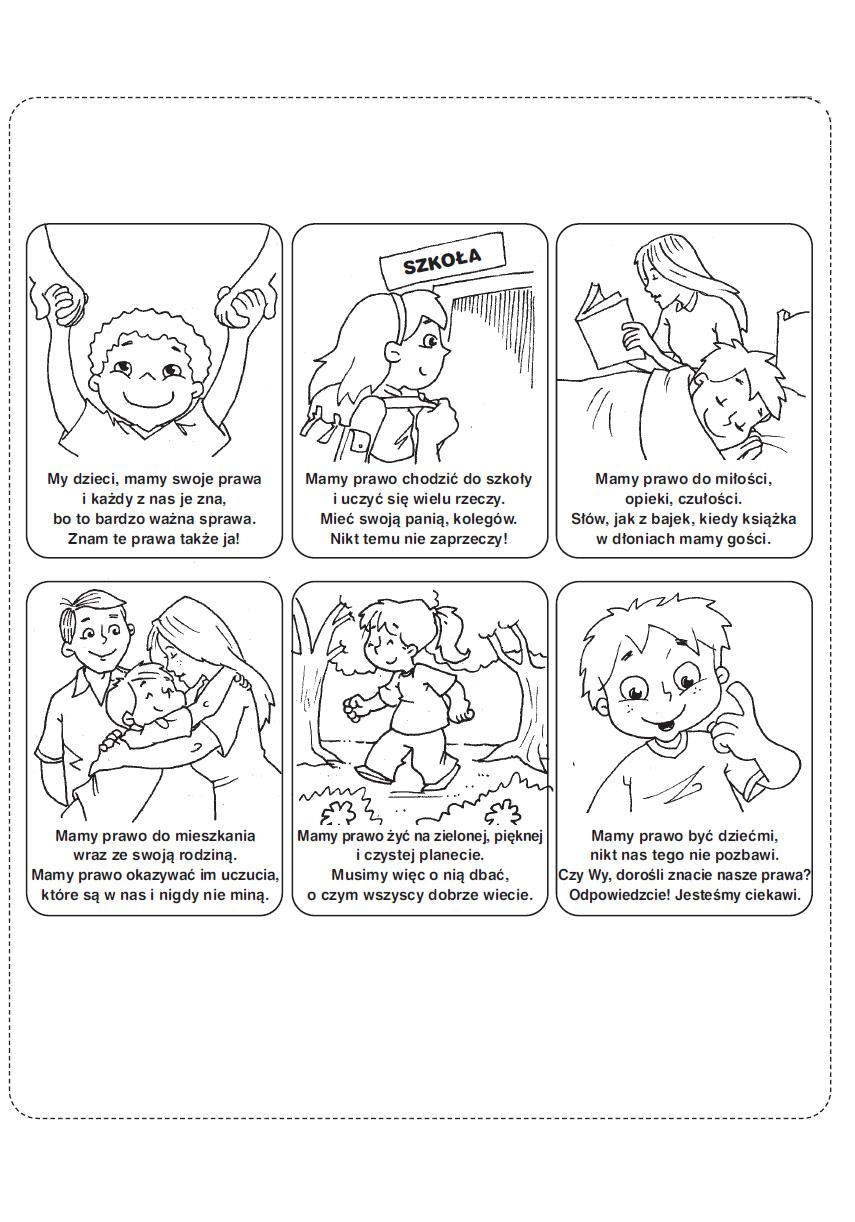 My dzieci, mamy swoje prawa
i każdy z nas je zna,
bo to bardzo ważna sprawa.
Znam te prawa także ja!
SZKOŁA
Mamy prawo chodzić do szkoły
i uczyć się wielu rzeczy.
Mieć swoją panią, kolegów.
Nikt temu nie zaprzeczy!
Mamy prawo do miłości,
opieki, czułości.
Słów, jak z bajek, kiedy książka
w dłoniach mamy gości.
Mamy prawo do mieszkania
wraz ze swoją rodziną.
Mamy prawo okazywać im uczucia,
które są w nas i nigdy nie miną.
Mamy prawo żyć na zielonej, pięknej
i czystej planecie.
Musimy więc o nią dbać,
o czym wszyscy dobrze wiecie.
Mamy prawo być dziećmi,
nikt nas tego nie pozbawi.
Czy Wy, dorośli znacie nasze prawa?
Odpowiedzcie! Jesteśmy ciekawi.